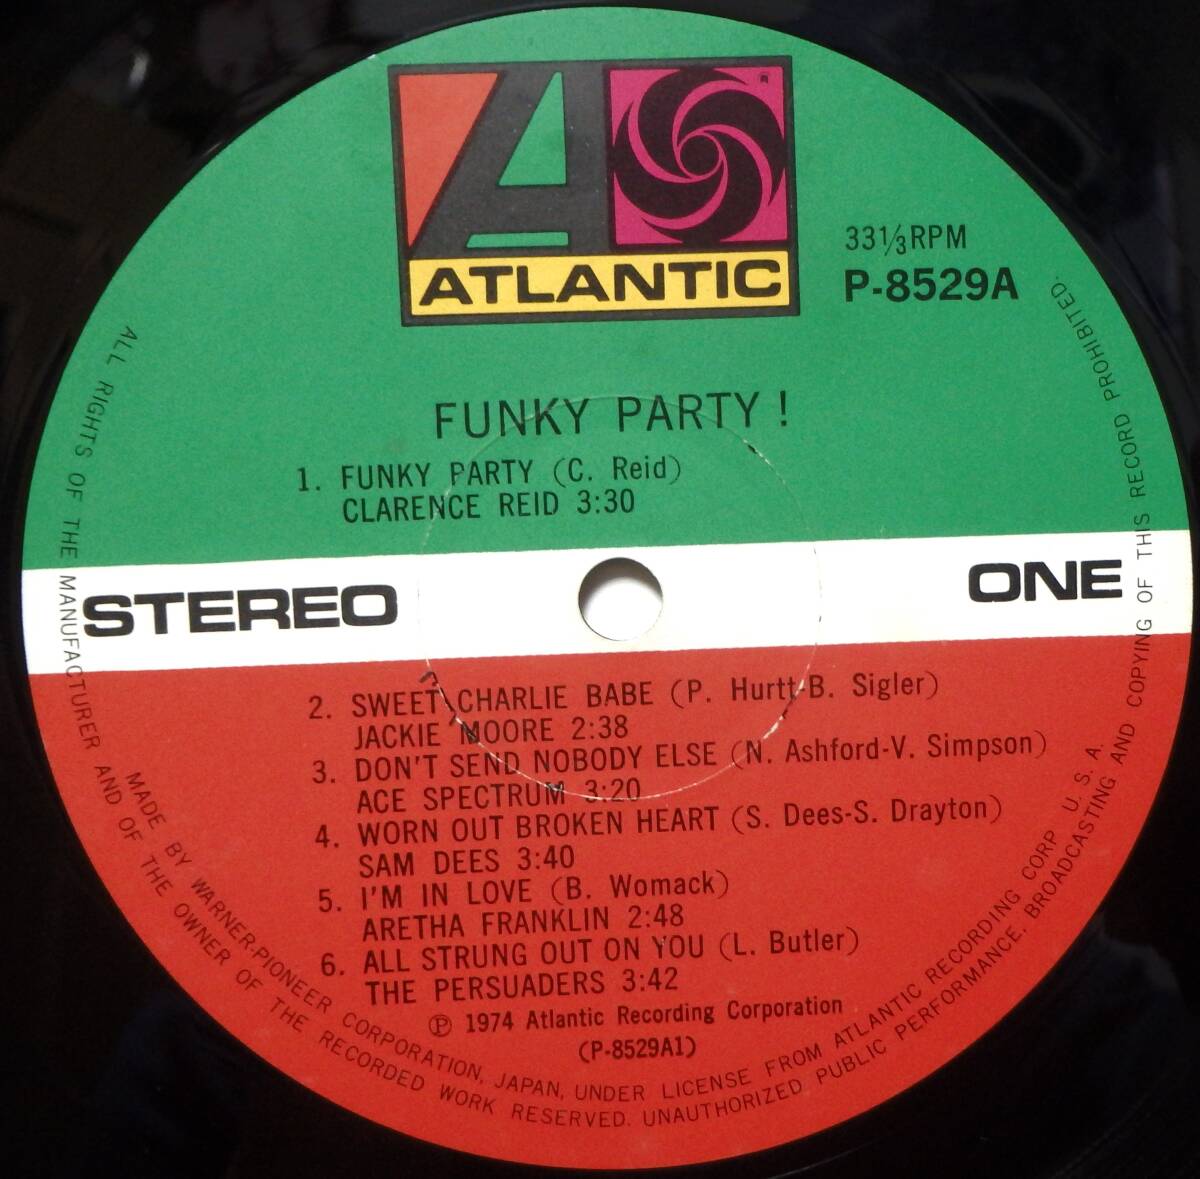 ATLANTIC
®
33⅓RPM
P-8529A
FUNKY PARTY !
1. FUNKY PARTY (C. Reid)
CLARENCE REID 3:30
STEREO
ONE
2. SWEET CHARLIE BABE (P. Hurtt-B. Sigler)
JACKIE MOORE 2:38
3. DON'T SEND NOBODY ELSE (N. Ashford-V. Simpson)
ACE SPECTRUM 3:20
4. WORN OUT BROKEN HEART (S. Dees-S. Drayton)
SAM DEES 3:40
5. I'M IN LOVE (B. Womack)
ARETHA FRANKLIN 2:48
6. ALL STRUNG OUT ON YOU (L. Butler)
THE PERSUADERS 3:42
℗ 1974 Atlantic Recording Corporation
(P-8529A1)
MADE BY WARNER-PIONEER CORPORATION, JAPAN, UNDER LICENSE FROM ATLANTIC RECORDING CORP. U. S. A.
ALL RIGHTS OF THE MANUFACTURER AND OF THE OWNER OF THE RECORDED WORK RESERVED. UNAUTHORIZED PUBLIC PERFORMANCE. BROADCASTING AND COPYING OF THIS RECORD PROHIBITED.